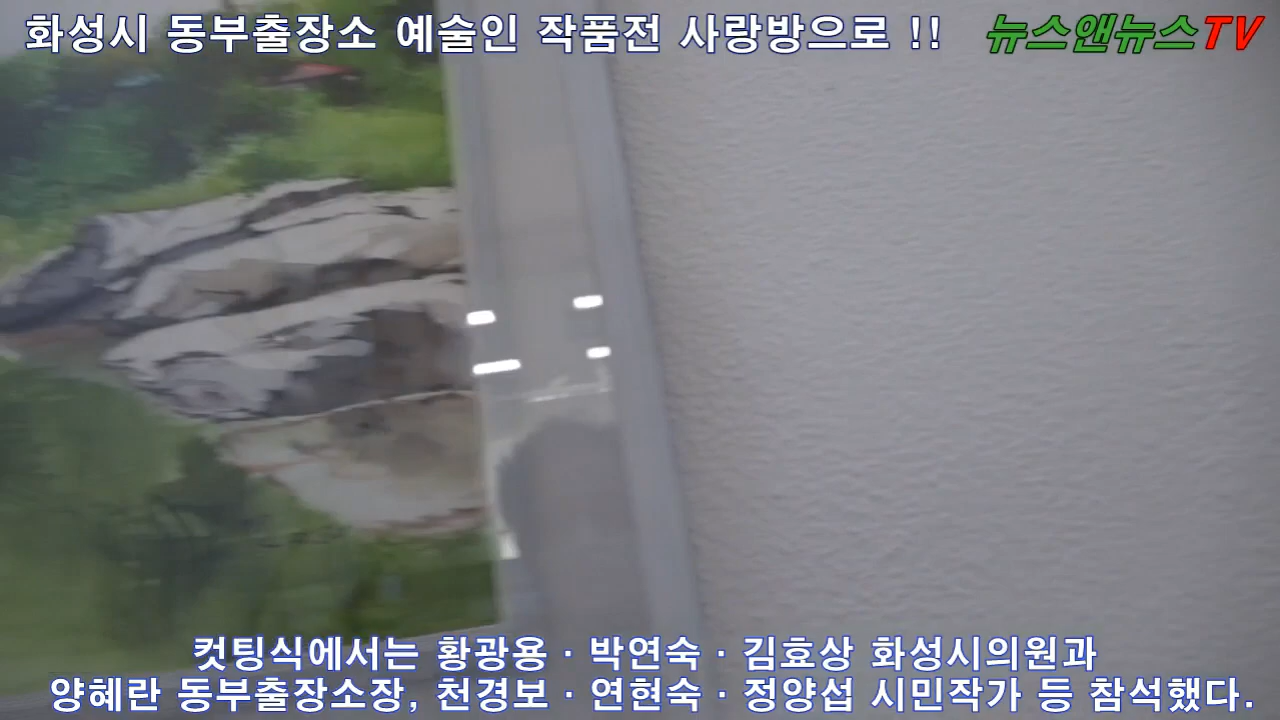 화성시 동부출장소 예술인 작품전 사랑방으로 !! 뉴스앤뉴스TV
컷팅식에서는 황광용 · 박연숙 · 김효상 화성시의원과
양혜란 동부출장소장, 천경보 · 연현숙 · 정양섭 시민작가 등 참석했다.